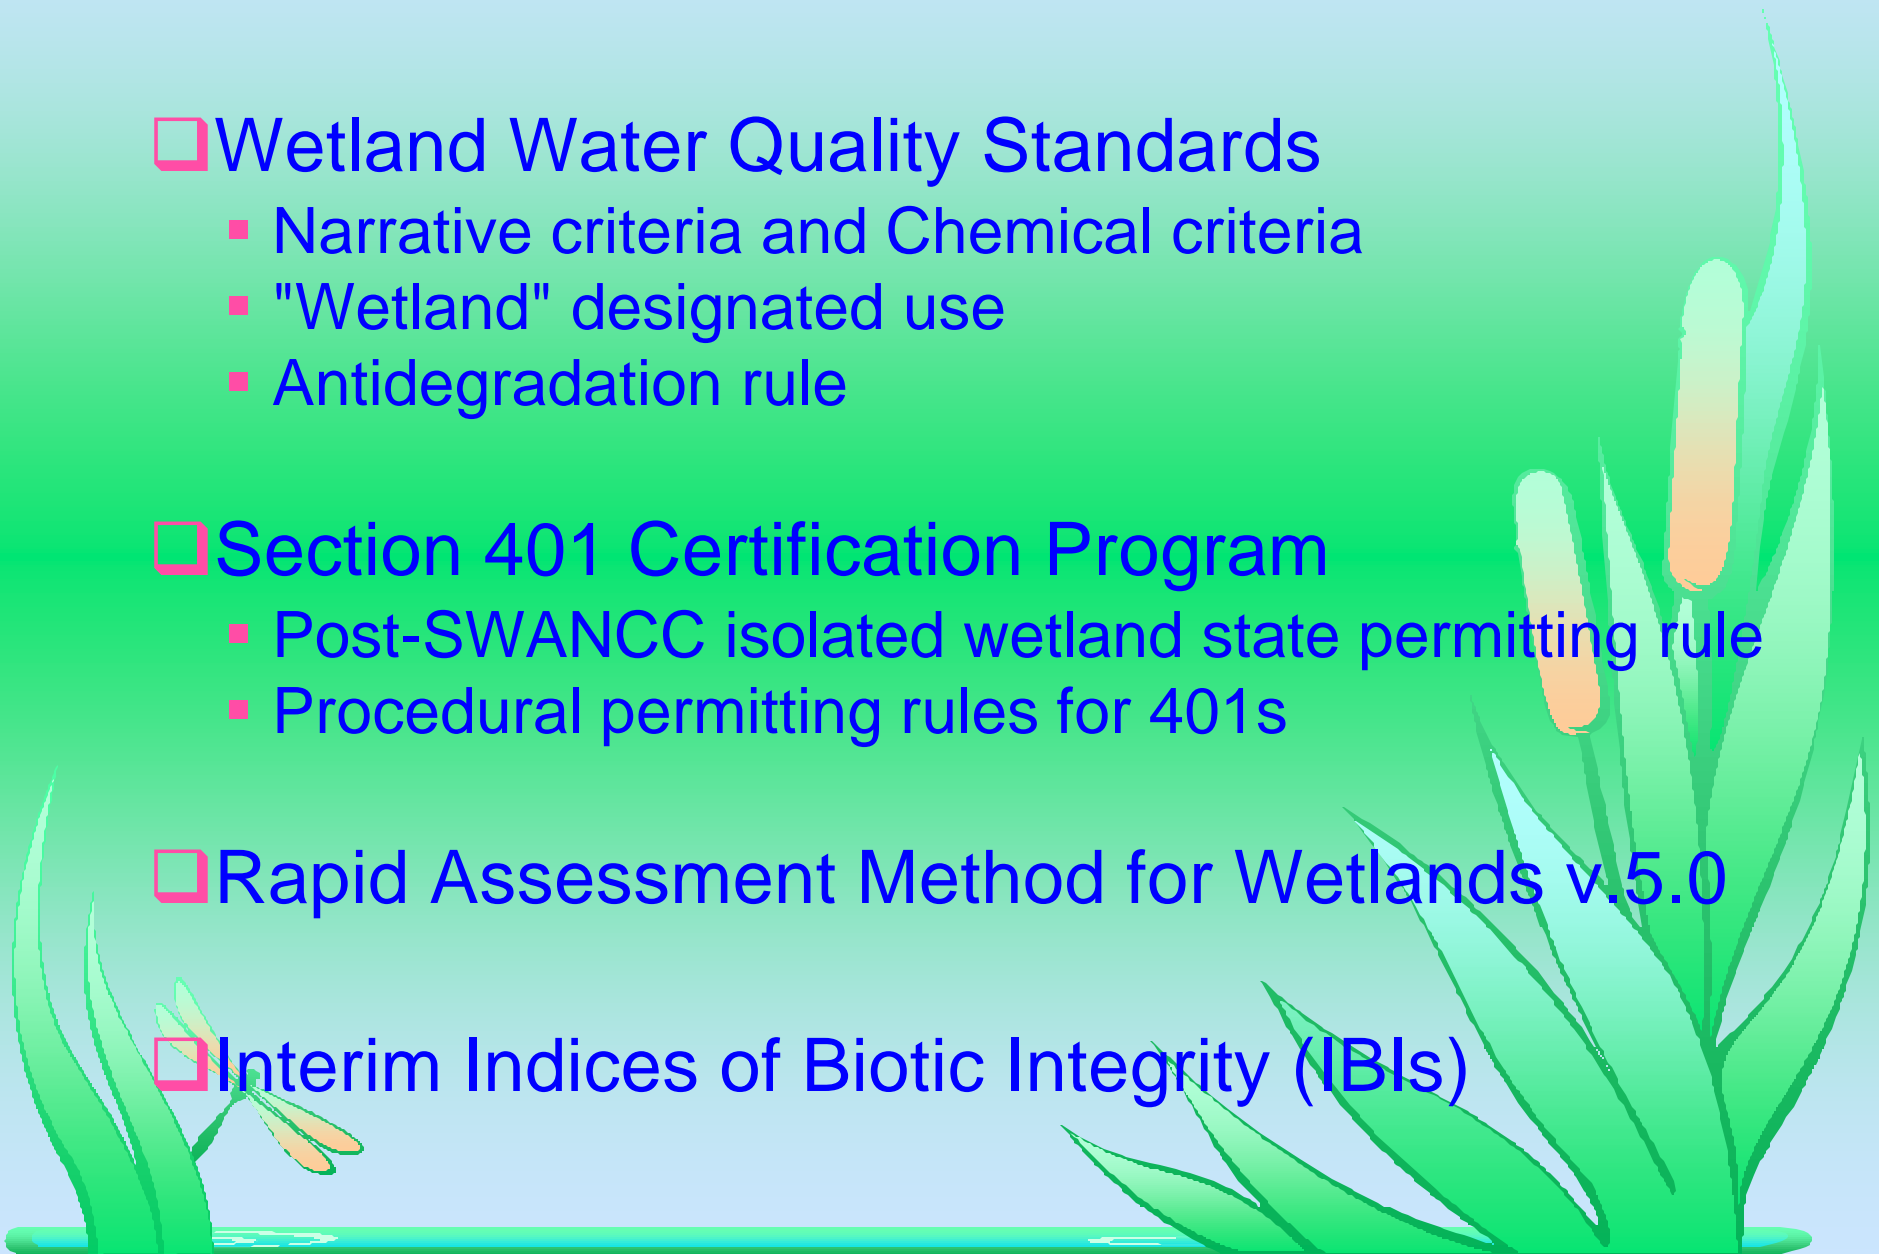 Wetland Water Quality Standards
Narrative criteria and Chemical criteria
"Wetland" designated use
Antidegradation rule
Section 401 Certification Program
Post-SWANCC isolated wetland state permitting rule
Procedural permitting rules for 401s
Rapid Assessment Method for Wetlands v.5.0
Interim Indices of Biotic Integrity (IBIs)